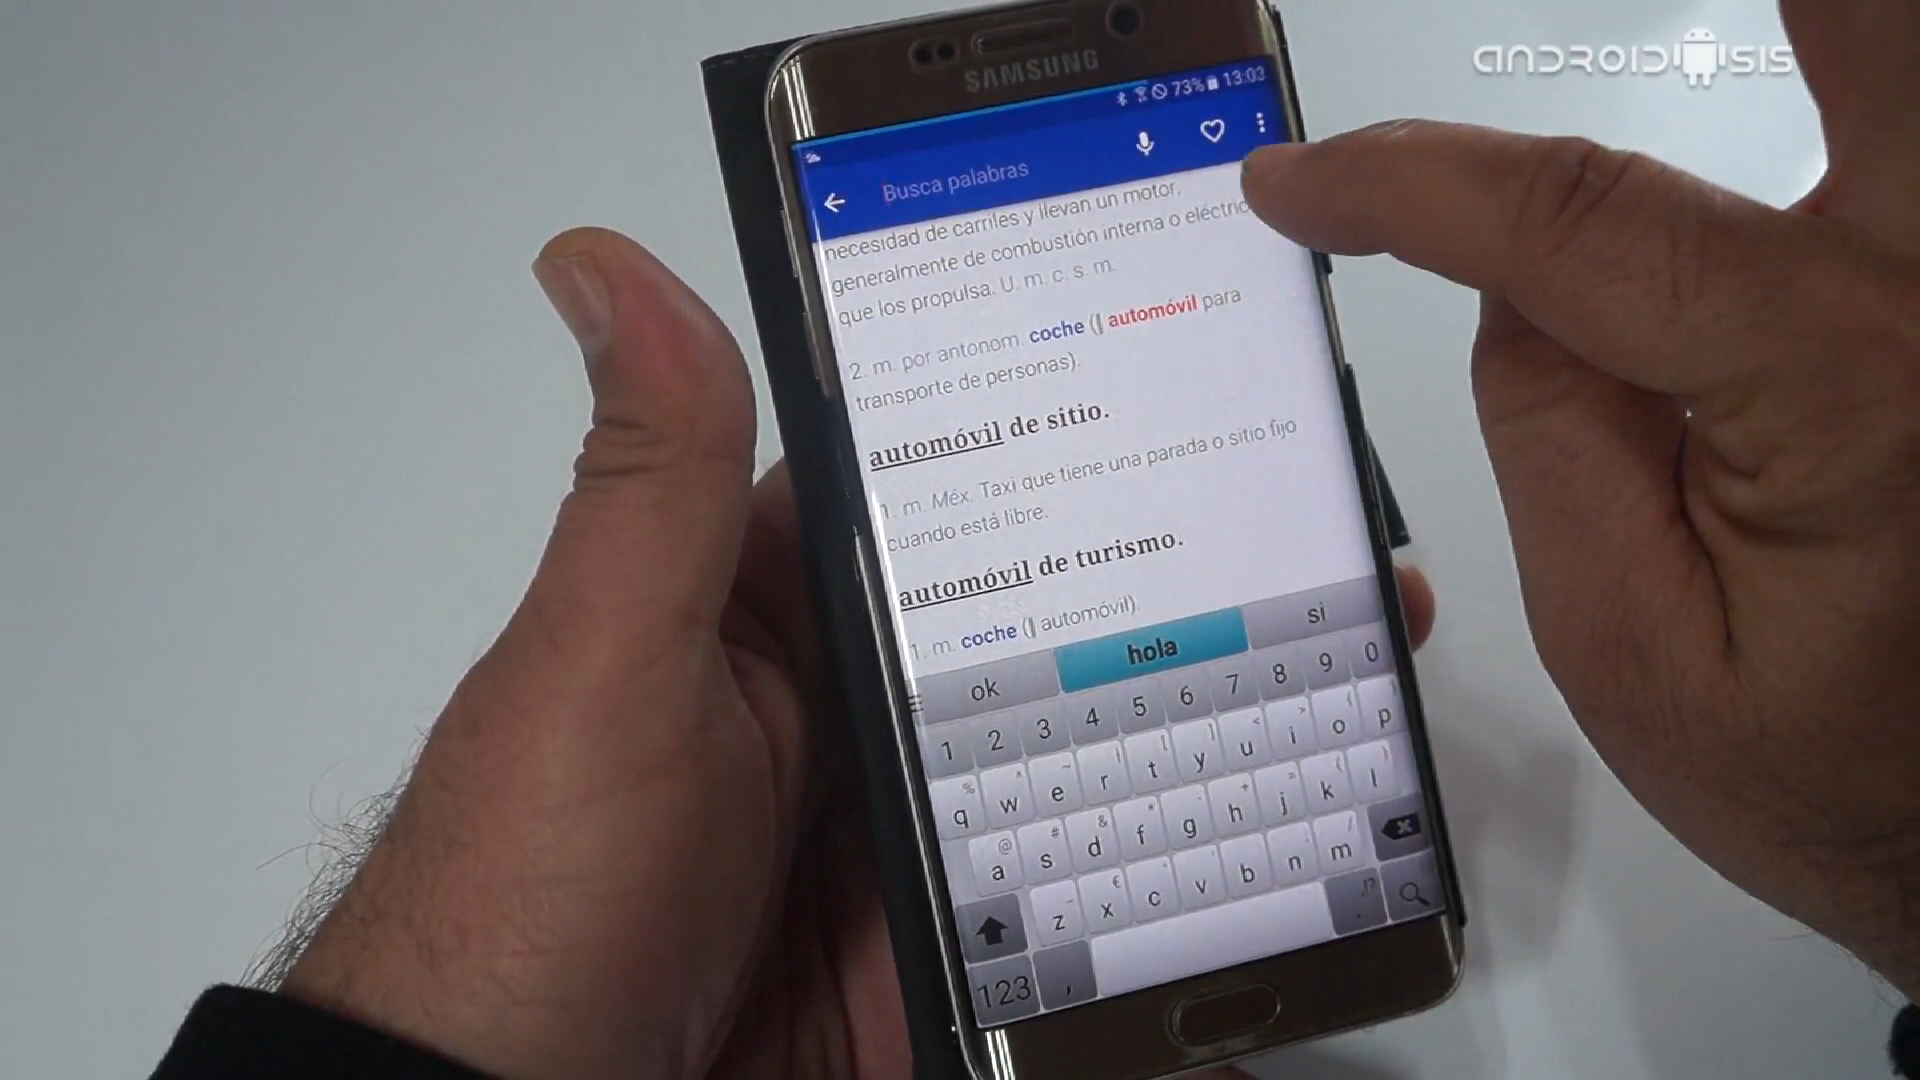 ANDROIDSIS
SAMSUNG
73% 13:03
Busca palabras
necesidad de carriles y llevan un motor,
generalmente de combustión interna o eléctric
que los propulsa. U. m. c. s. m.
2. m. por antonom. coche (‖ automóvil para
transporte de personas).
automóvil de sitio.
1. m. Méx. Taxi que tiene una parada o sitio fijo
cuando está libre.
automóvil de turismo.
1. m. coche (‖ automóvil).
ok hola si
1 2 3 4 5 6 7 8 9 0
q w e r t y u i o p
a s d f g h j k l
z x c v b n m
123 , .